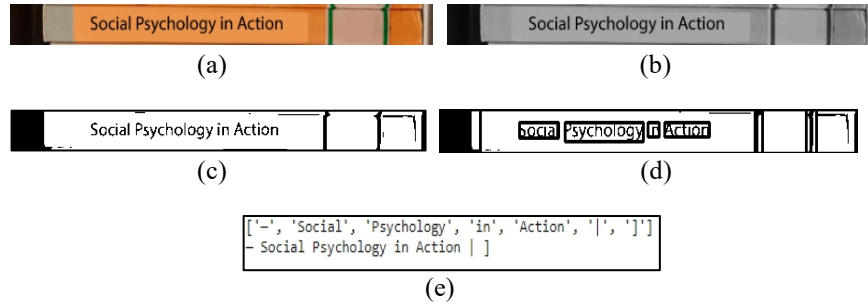 Social Psychology in Action
Social Psychology in Action
(a)
(b)
Social Psychology in Action
Social Psychology in Action
(c)
(d)
['—', 'Social', 'Psychology', 'in', 'Action', '|', ']']
— Social Psychology in Action | ]
(e)